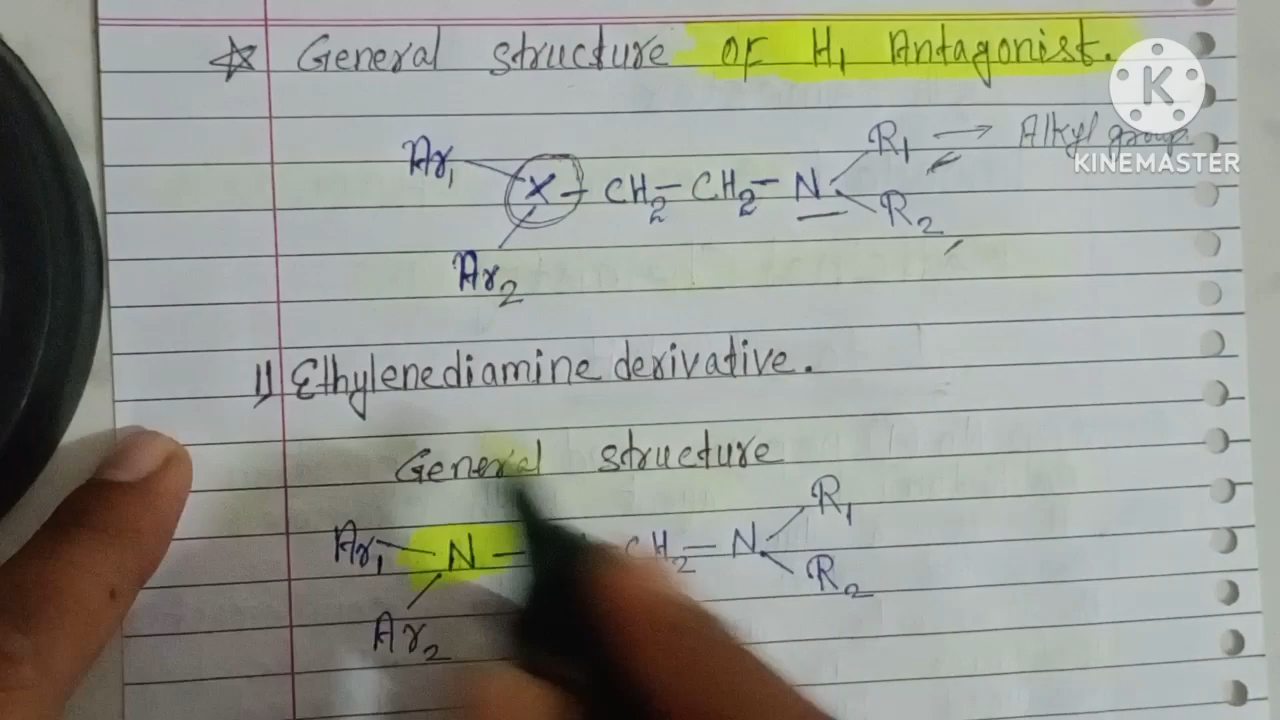 ☆ General structure of H1 Antagonist.
Ar1 R1 → Alkyl group
X - CH2 - CH2 - N
R2
Ar2
K
KINEMASTER
1) Ethylenediamine derivative.
General structure
R1
Ar1 - N - CH2 - N
R2
Ar2